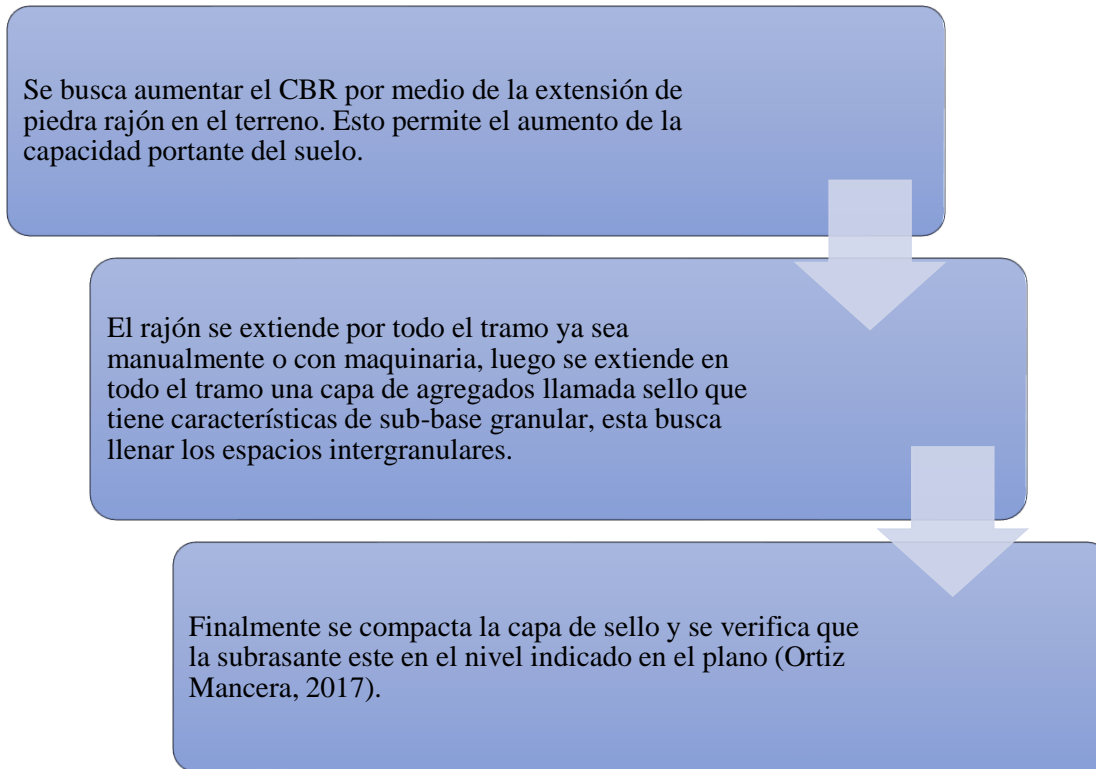 Se busca aumentar el CBR por medio de la extensión de
piedra rajón en el terreno. Esto permite el aumento de la
capacidad portante del suelo.
El rajón se extiende por todo el tramo ya sea
manualmente o con maquinaria, luego se extiende en
todo el tramo una capa de agregados llamada sello que
tiene características de sub-base granular, esta busca
llenar los espacios intergranulares.
Finalmente se compacta la capa de sello y se verifica que
la subrasante este en el nivel indicado en el plano (Ortiz
Mancera, 2017).